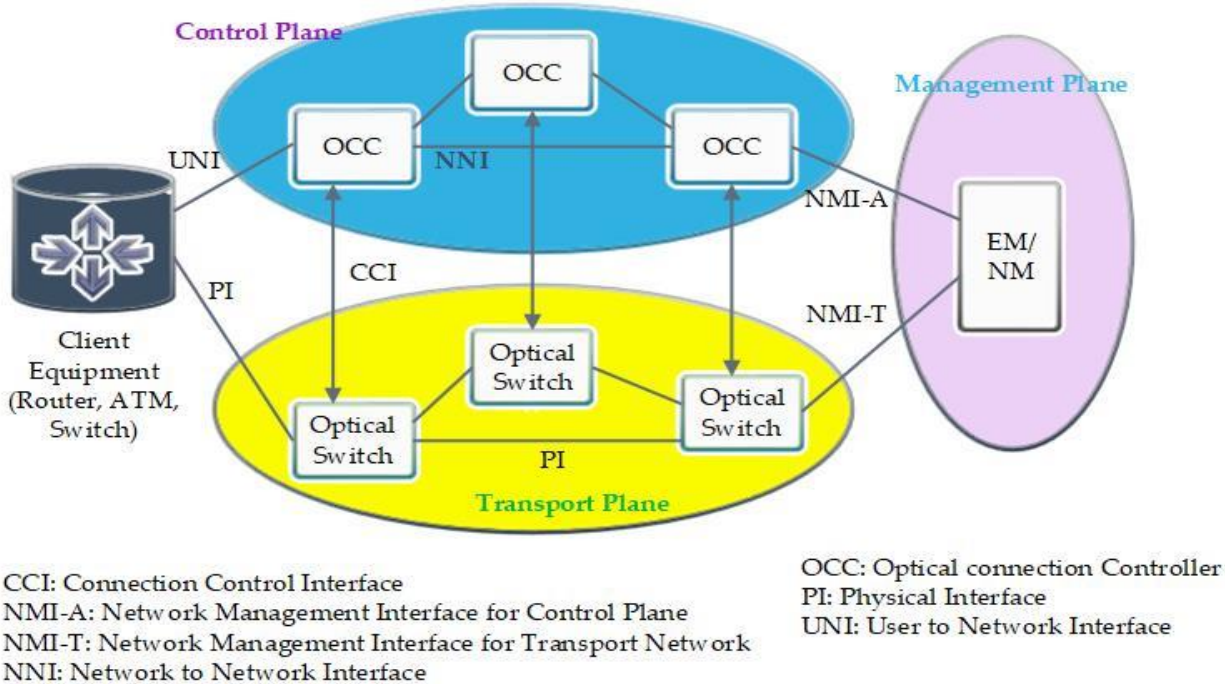 Control Plane
OCC
Management Plane
OCC
NNI
OCC
UNI
NMI-A
EM/
NM
CCI
PI
NMI-T
Client
Equipment
(Router, ATM,
Switch)
Optical
Switch
Optical
Switch
Optical
Switch
PI
Transport Plane
CCI: Connection Control Interface
NMI-A: Network Management Interface for Control Plane
NMI-T: Network Management Interface for Transport Network
NNI: Network to Network Interface
OCC: Optical connection Controller
PI: Physical Interface
UNI: User to Network Interface